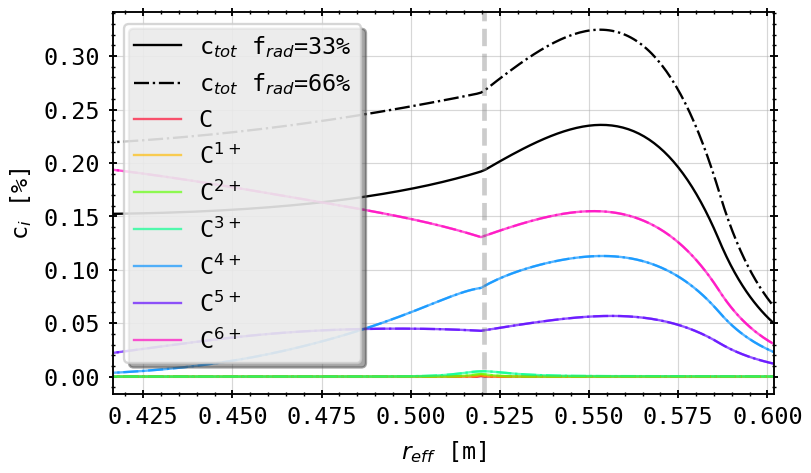 c_i [%]
0.30
0.25
0.20
0.15
0.10
0.05
0.00
c_tot f_rad=33%
c_tot f_rad=66%
C
C^1+
C^2+
C^3+
C^4+
C^5+
C^6+
0.425 0.450 0.475 0.500 0.525 0.550 0.575 0.600
r_eff [m]